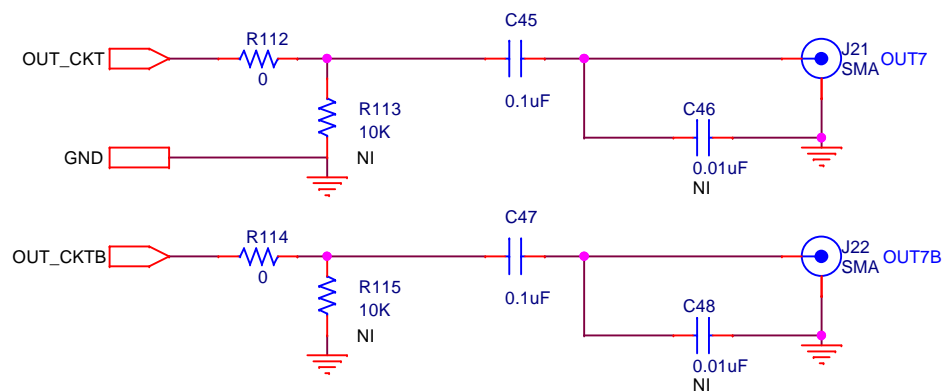 C45
R112
J21
OUT_CKT
OUT7
SMA
0
0.1uF
C46
R113
10K
NI
GND
0.01uF
NI
C47
R114
J22
OUT_CKTB
OUT7B
SMA
0
R115
0.1uF
C48
10K
NI
0.01uF
NI